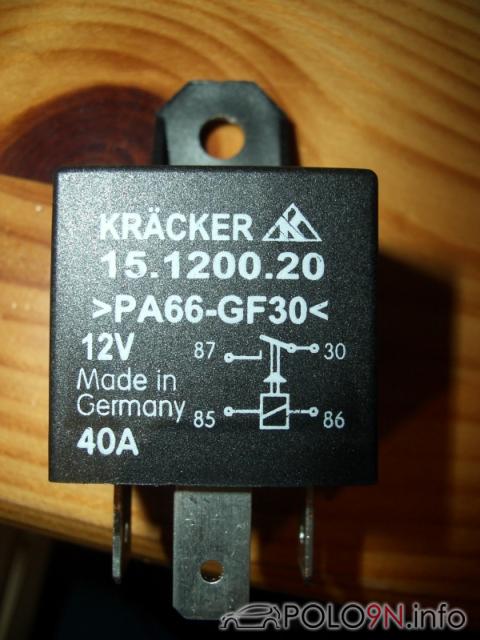 KRÄCKER
15.1200.20
>PA66-GF30<
12V
87 30
Made in
Germany
85 86
40A
POLO9N.info